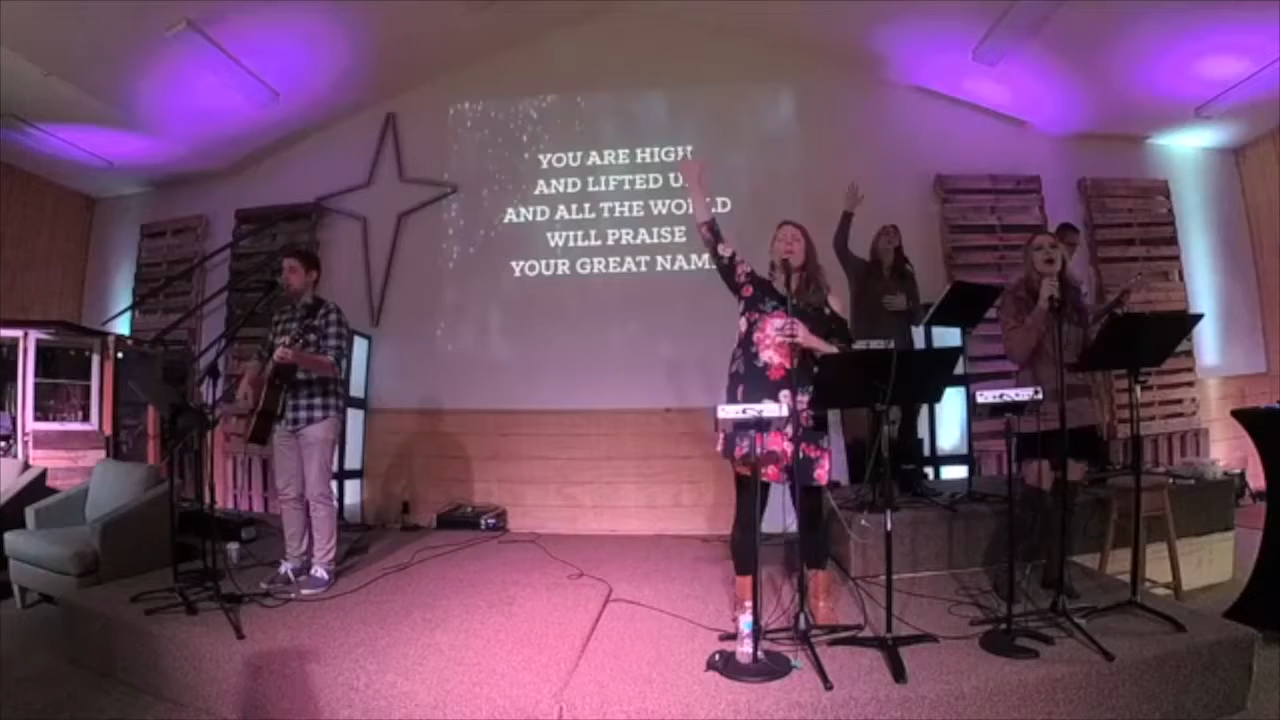 YOU ARE HIGH
AND LIFTED U
AND ALL THE WORLD
WILL PRAISE
YOUR GREAT NAM